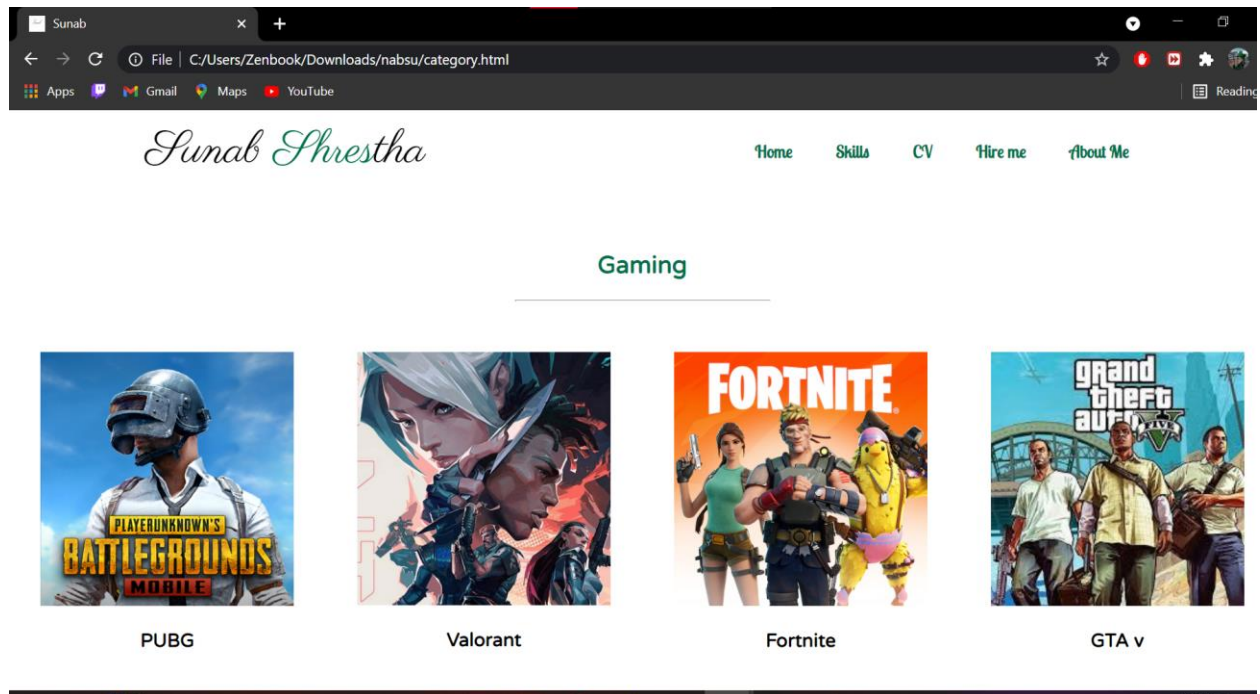 Sunab
File | C:/Users/Zenbook/Downloads/nabsu/category.html
Apps Gmail Maps YouTube Reading
Sunab Shrestha
Home Skills CV Hire me About Me
Gaming
PLAYERUNKNOWN'S
BATTLEGROUNDS
MOBILE
FORTNITE
grand
theft
auto
FIVE
PUBG Valorant Fortnite GTA v